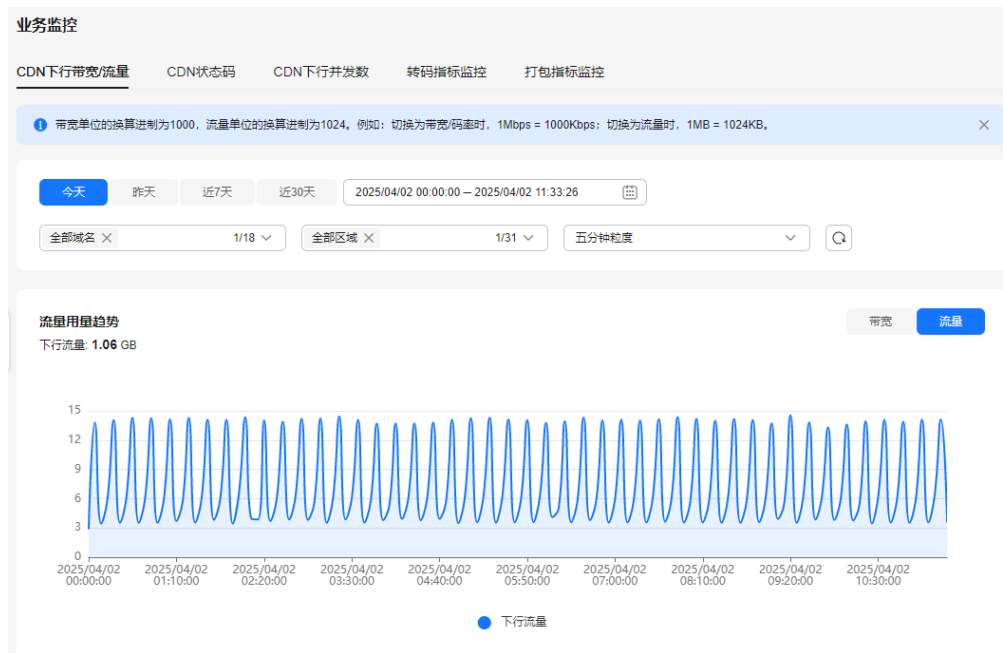 业务监控
CDN下行带宽/流量 CDN状态码 CDN下行并发数 转码指标监控 打包指标监控
带宽单位的换算进制为1000，流量单位的换算进制为1024。例如：切换为带宽/码率时，1Mbps = 1000Kbps；切换为流量时，1MB = 1024KB。
今天 昨天 近7天 近30天 2025/04/02 00:00:00 — 2025/04/02 11:33:26
全部域名 1/18 全部区域 1/31 五分钟粒度
流量用量趋势 带宽 流量
下行流量: 1.06 GB
15
12
9
6
3
0
2025/04/02 2025/04/02 2025/04/02 2025/04/02 2025/04/02 2025/04/02 2025/04/02 2025/04/02 2025/04/02 2025/04/02
00:00:00 01:10:00 02:20:00 03:30:00 04:40:00 05:50:00 07:00:00 08:10:00 09:20:00 10:30:00
下行流量